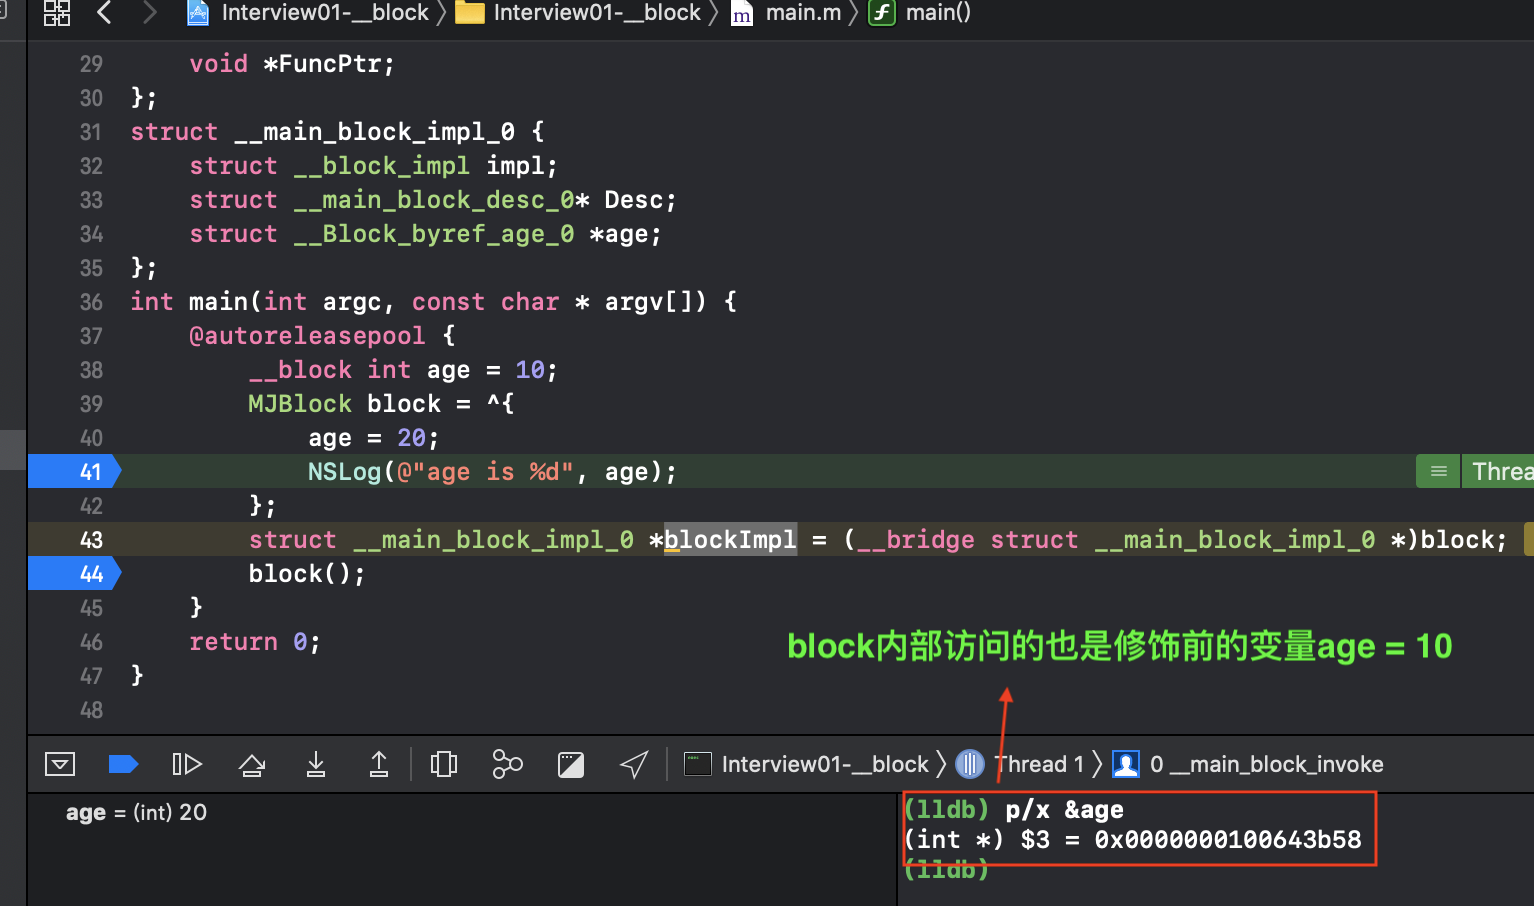 Interview01-__block 〉 Interview01-__block 〉 m main.m 〉 f main()
29 void *FuncPtr;
30 };
31 struct __main_block_impl_0 {
32 struct __block_impl impl;
33 struct __main_block_desc_0* Desc;
34 struct __Block_byref_age_0 *age;
35 };
36 int main(int argc, const char * argv[]) {
37 @autoreleasepool {
38 __block int age = 10;
39 MJBlock block = ^{
40 age = 20;
41 NSLog(@"age is %d", age); Threa
42 };
43 struct __main_block_impl_0 *blockImpl = (__bridge struct __main_block_impl_0 *)block;
44 block();
45 }
46 return 0;
block内部访问的也是修饰前的变量age = 10
47 }
48
Interview01-__block 〉 Thread 1 〉 0 __main_block_invoke
age = (int) 20
(lldb) p/x &age
(int *) $3 = 0x0000000100643b58
(lldb)